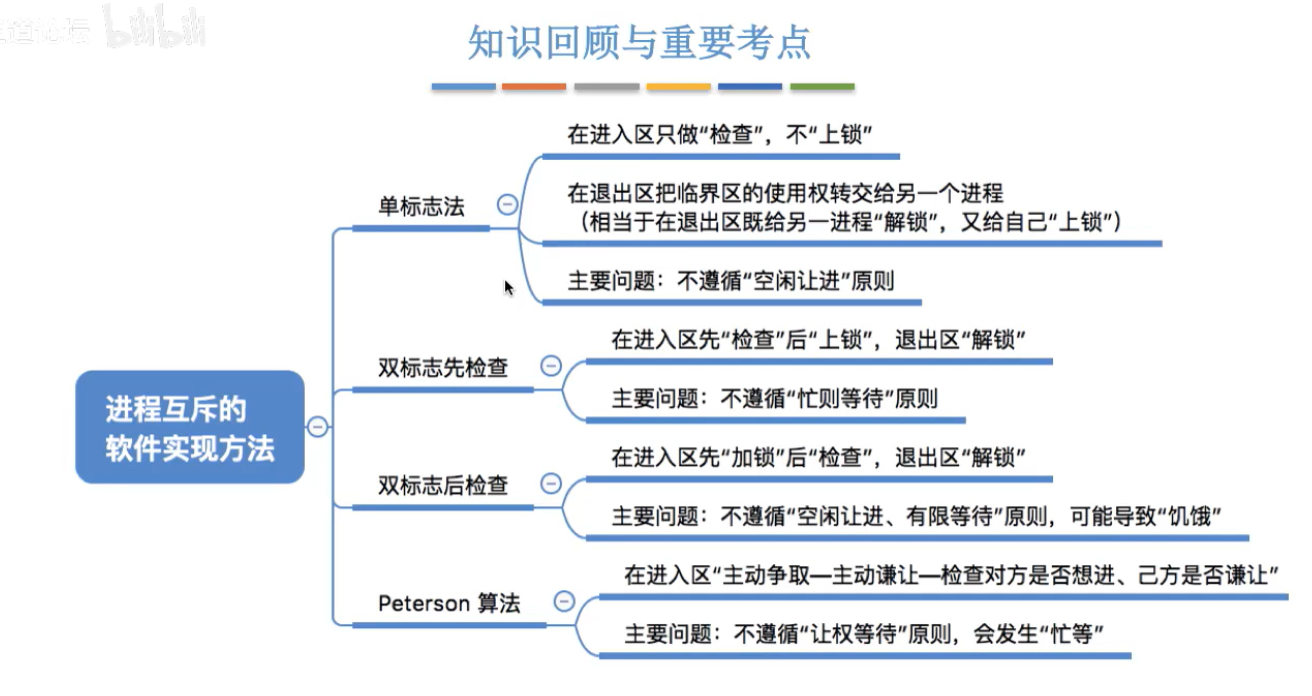 bilibili
知识回顾与重要考点
进程互斥的
软件实现方法
单标志法
在进入区只做“检查”，不“上锁”
在退出区把临界区的使用权转交给另一个进程
（相当于在退出区既给另一进程“解锁”，又给自己“上锁”）
主要问题：不遵循“空闲让进”原则
双标志先检查
在进入区先“检查”后“上锁”，退出区“解锁”
主要问题：不遵循“忙则等待”原则
双标志后检查
在进入区先“加锁”后“检查”，退出区“解锁”
主要问题：不遵循“空闲让进、有限等待”原则，可能导致“饥饿”
Peterson 算法
在进入区“主动争取—主动谦让—检查对方是否想进、己方是否谦让”
主要问题：不遵循“让权等待”原则，会发生“忙等”